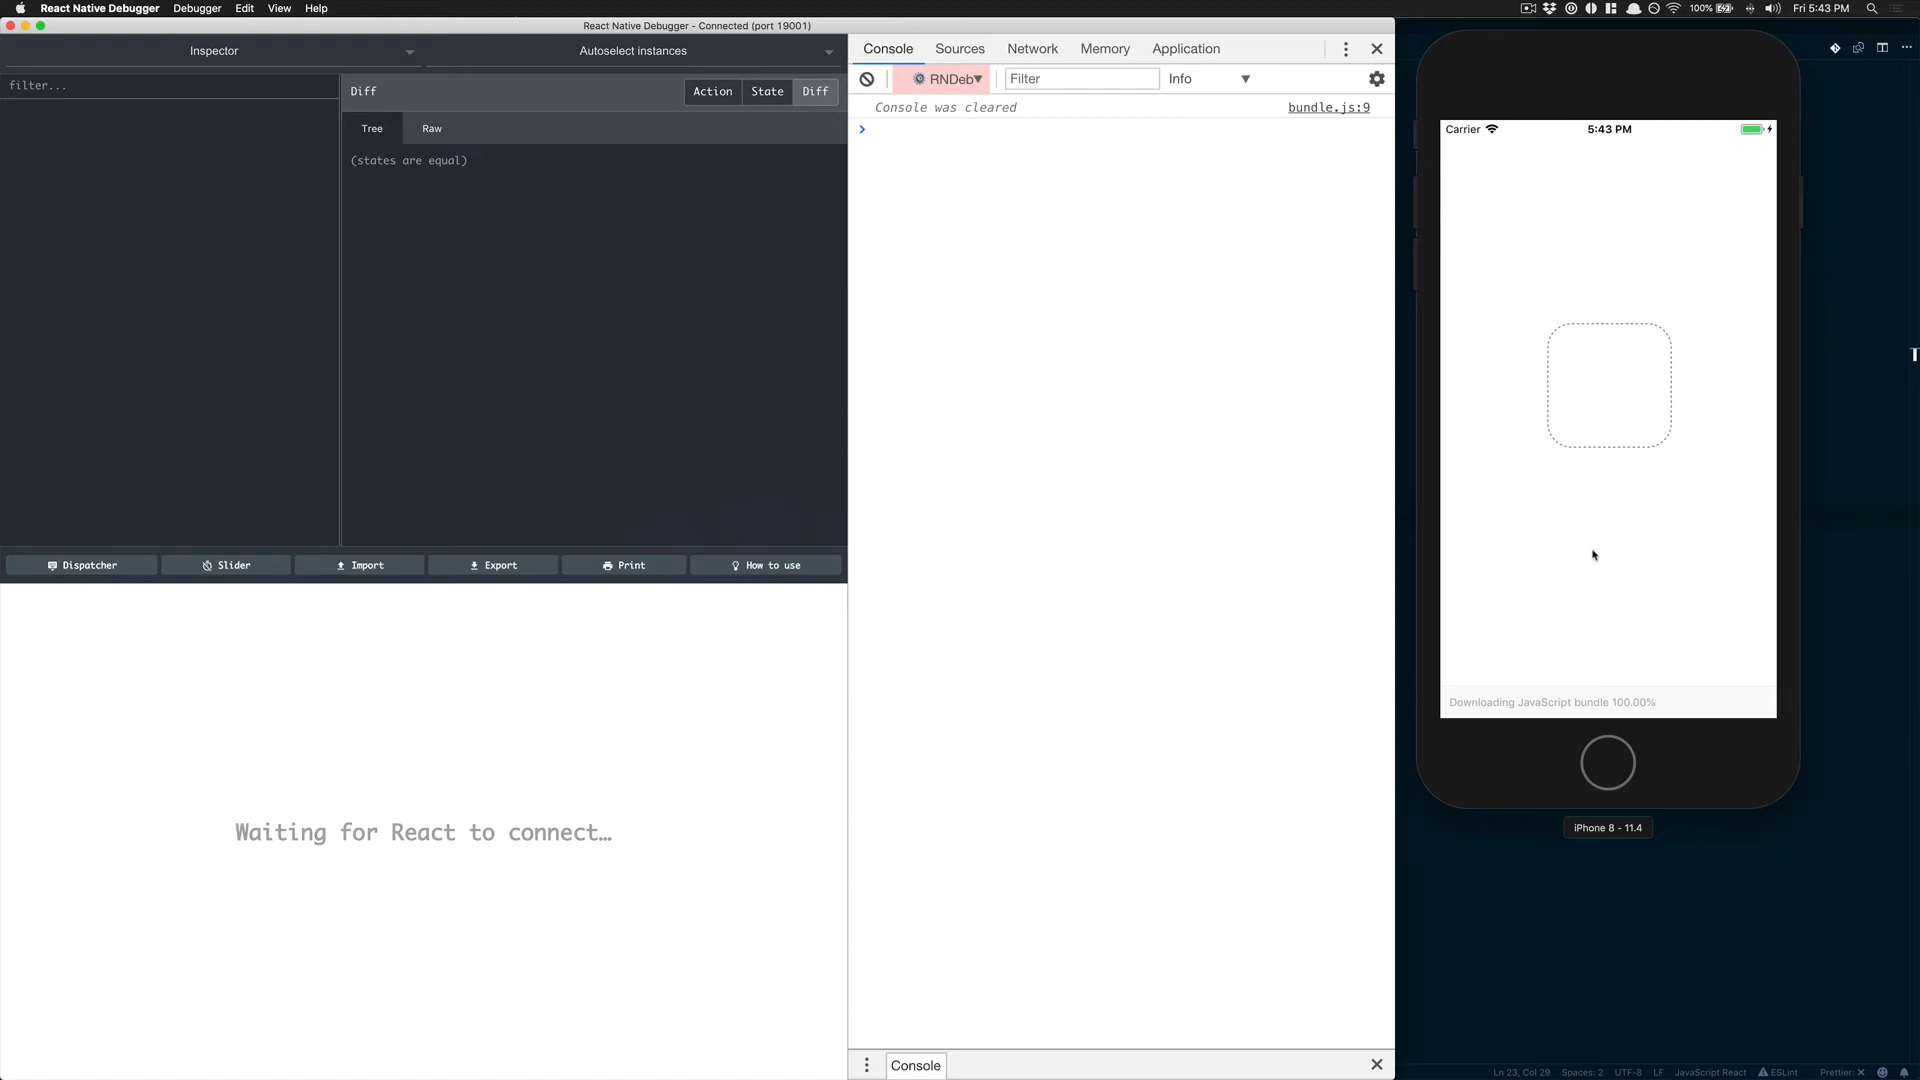 React Native Debugger Debugger Edit View Help
100% Fri 5:43 PM
React Native Debugger - Connected (port 19001)
Inspector
Autoselect instances
filter...
Diff
Action State Diff
Tree Raw
(states are equal)
Dispatcher Slider Import Export Print How to use
Waiting for React to connect…
Console Sources Network Memory Application
RNDeb▼ Filter Info ▼
Console was cleared bundle.js:9
Console
Carrier 5:43 PM
Downloading JavaScript bundle 100.00%
iPhone 8 - 11.4
T
Ln 23, Col 29 Spaces: 2 UTF-8 LF JavaScript React ESLint Prettier: ✕